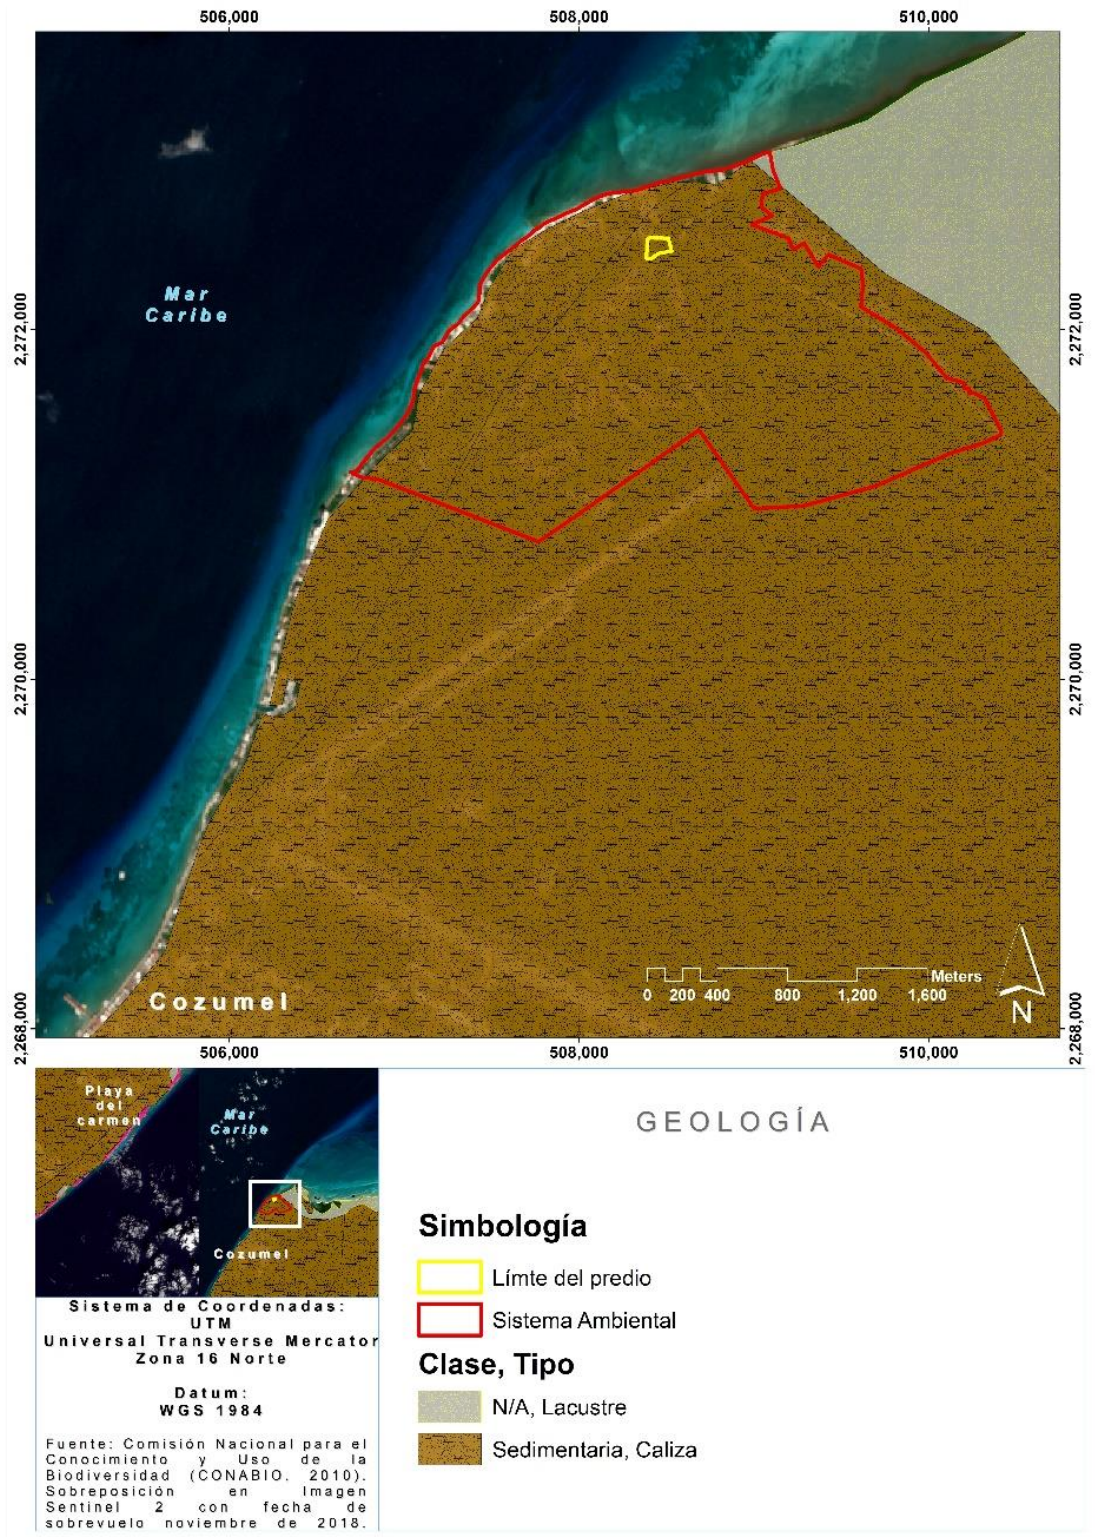 506,000 508,000 510,000
Mar
Caribe
2,272,000 2,272,000
2,270,000 2,270,000
Meters
0 200 400 800 1,200 1,600
N
Cozumel
2,268,000 2,268,000
506,000 508,000 510,000
Playa
del
carmen
Mar
Caribe
Cozumel
GEOLOGÍA
Simbología
Límte del predio
Sistema Ambiental
Clase, Tipo
N/A, Lacustre
Sedimentaria, Caliza
Sistema de Coordenadas:
UTM
Universal Transverse Mercator
Zona 16 Norte
Datum:
WGS 1984
Fuente: Comisión Nacional para el
Conocimiento y Uso de la
Biodiversidad (CONABIO. 2010).
Sobreposición en Imagen
Sentinel 2 con fecha de
sobrevuelo noviembre de 2018.